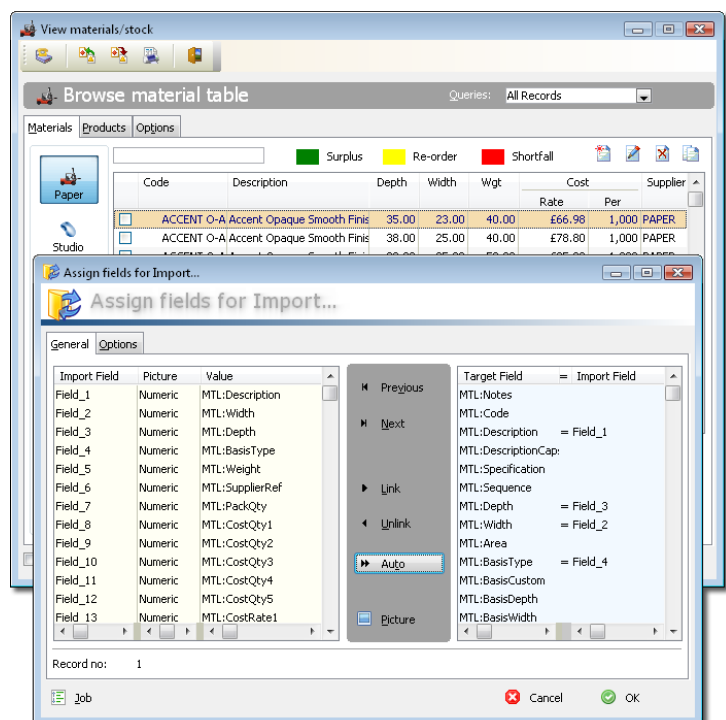 View materials/stock
Browse material table Queries: All Records
Materials Products Options
Surplus Re-order Shortfall
Paper
Code Description Depth Width Wgt Cost Supplier
Rate Per
ACCENT O-A Accent Opaque Smooth Finis 35.00 23.00 40.00 £66.98 1,000 PAPER
Studio
ACCENT O-A Accent Opaque Smooth Finis 38.00 25.00 40.00 £78.80 1,000 PAPER
Assign fields for Import...
Assign fields for Import...
General Options
Import Field Picture Value
Field_1 Numeric MTL:Description
Field_2 Numeric MTL:Width
Field_3 Numeric MTL:Depth
Field_4 Numeric MTL:BasisType
Field_5 Numeric MTL:Weight
Field_6 Numeric MTL:SupplierRef
Field_7 Numeric MTL:PackQty
Field_8 Numeric MTL:CostQty1
Field_9 Numeric MTL:CostQty2
Field_10 Numeric MTL:CostQty3
Field_11 Numeric MTL:CostQty4
Field_12 Numeric MTL:CostQty5
Field_13 Numeric MTL:CostRate1
Previous
Next
Link
Unlink
Auto
Picture
Target Field = Import Field
MTL:Notes
MTL:Code
MTL:Description = Field_1
MTL:DescriptionCap:
MTL:Specification
MTL:Sequence
MTL:Depth = Field_3
MTL:Width = Field_2
MTL:Area
MTL:BasisType = Field_4
MTL:BasisCustom
MTL:BasisDepth
MTL:BasisWidth
Record no: 1
Job Cancel OK